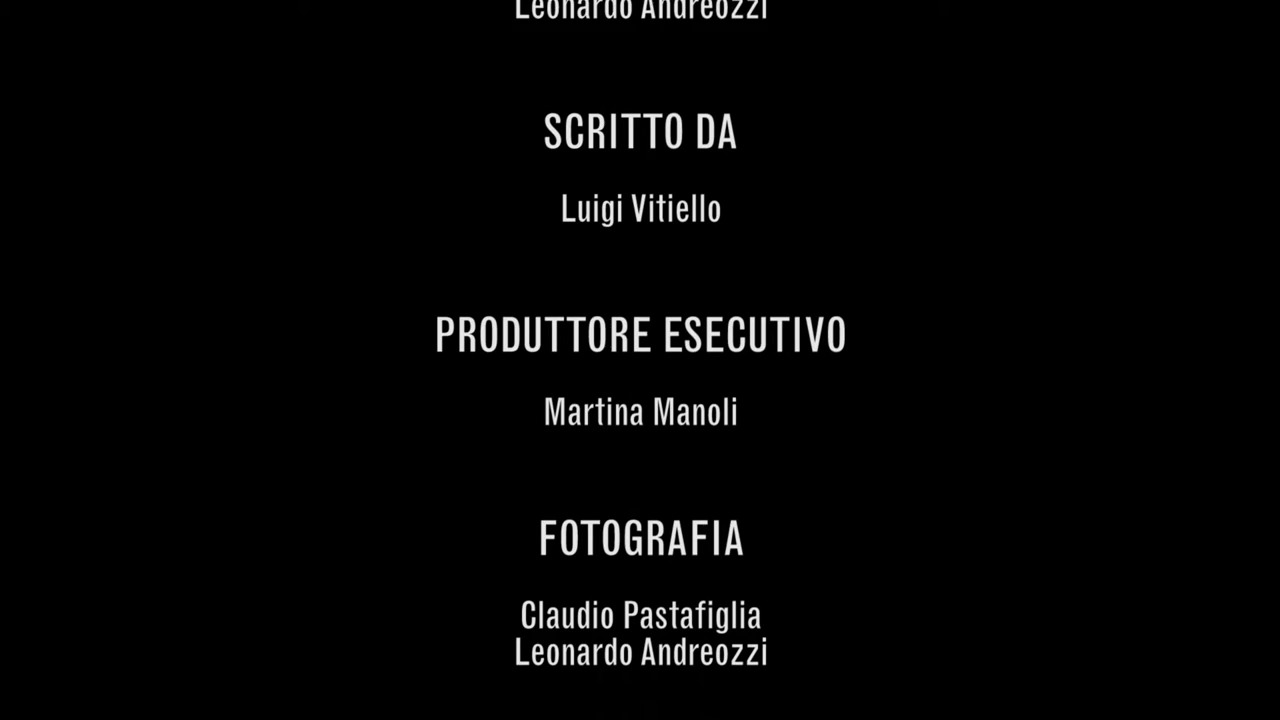 Leonardo Andreozzi
SCRITTO DA
Luigi Vitiello
PRODUTTORE ESECUTIVO
Martina Manoli
FOTOGRAFIA
Claudio Pastafiglia
Leonardo Andreozzi